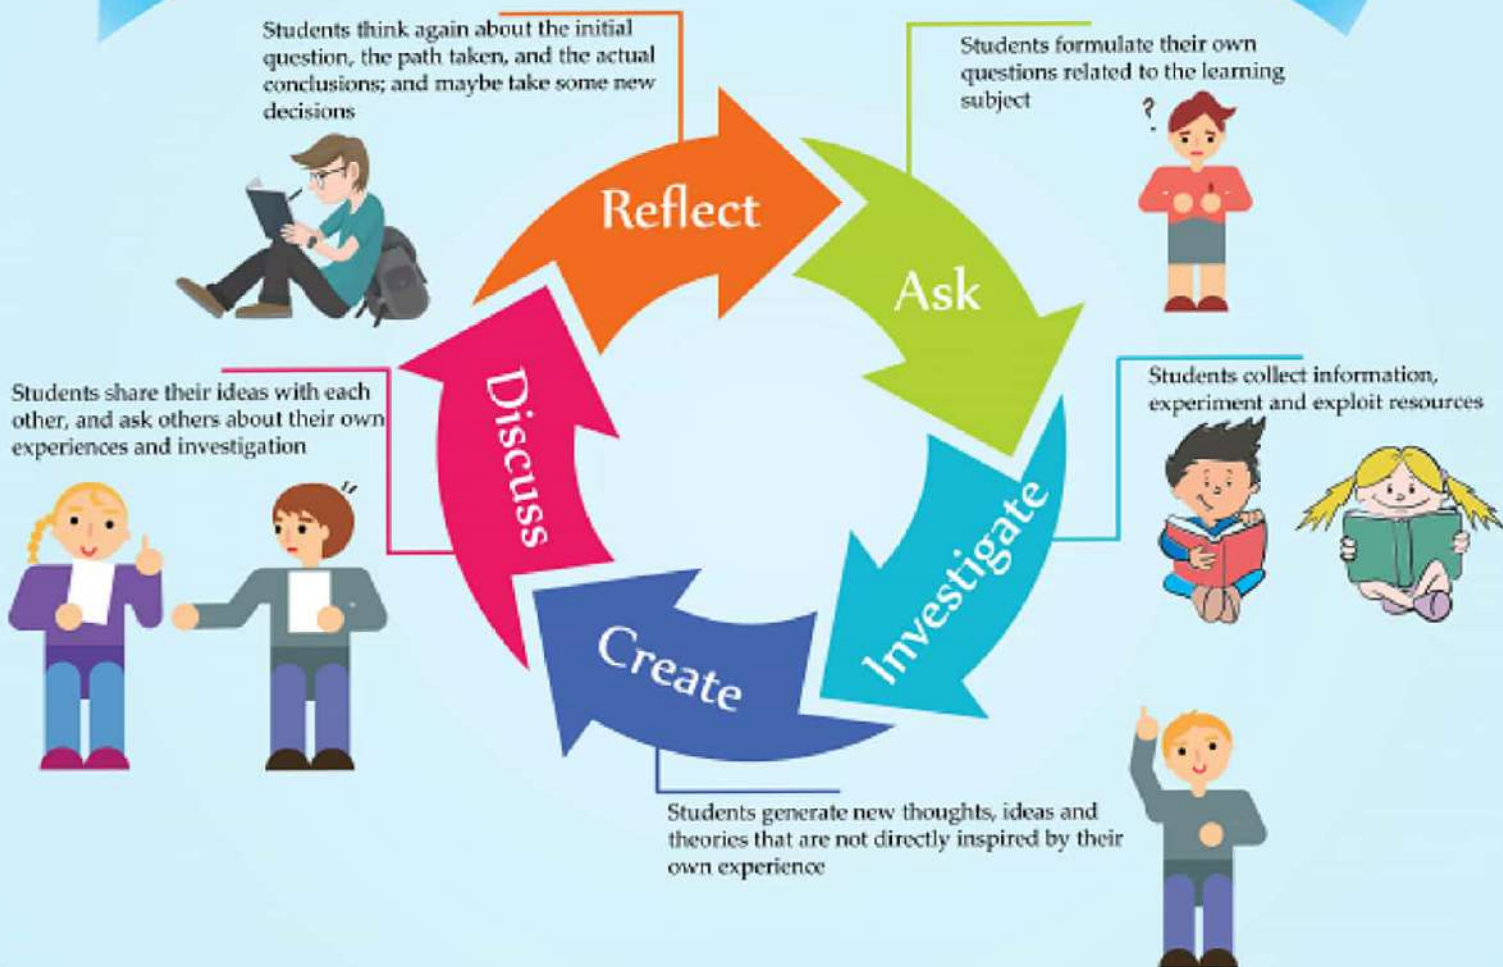 Students think again about the initial
question, the path taken, and the actual
conclusions; and maybe take some new
decisions
Students formulate their own
questions related to the learning
subject
?
Reflect
Ask
Students collect information,
experiment and exploit resources
Investigate
Students generate new thoughts, ideas and
theories that are not directly inspired by their
own experience
Create
Students share their ideas with each
other, and ask others about their own
experiences and investigation
Discuss